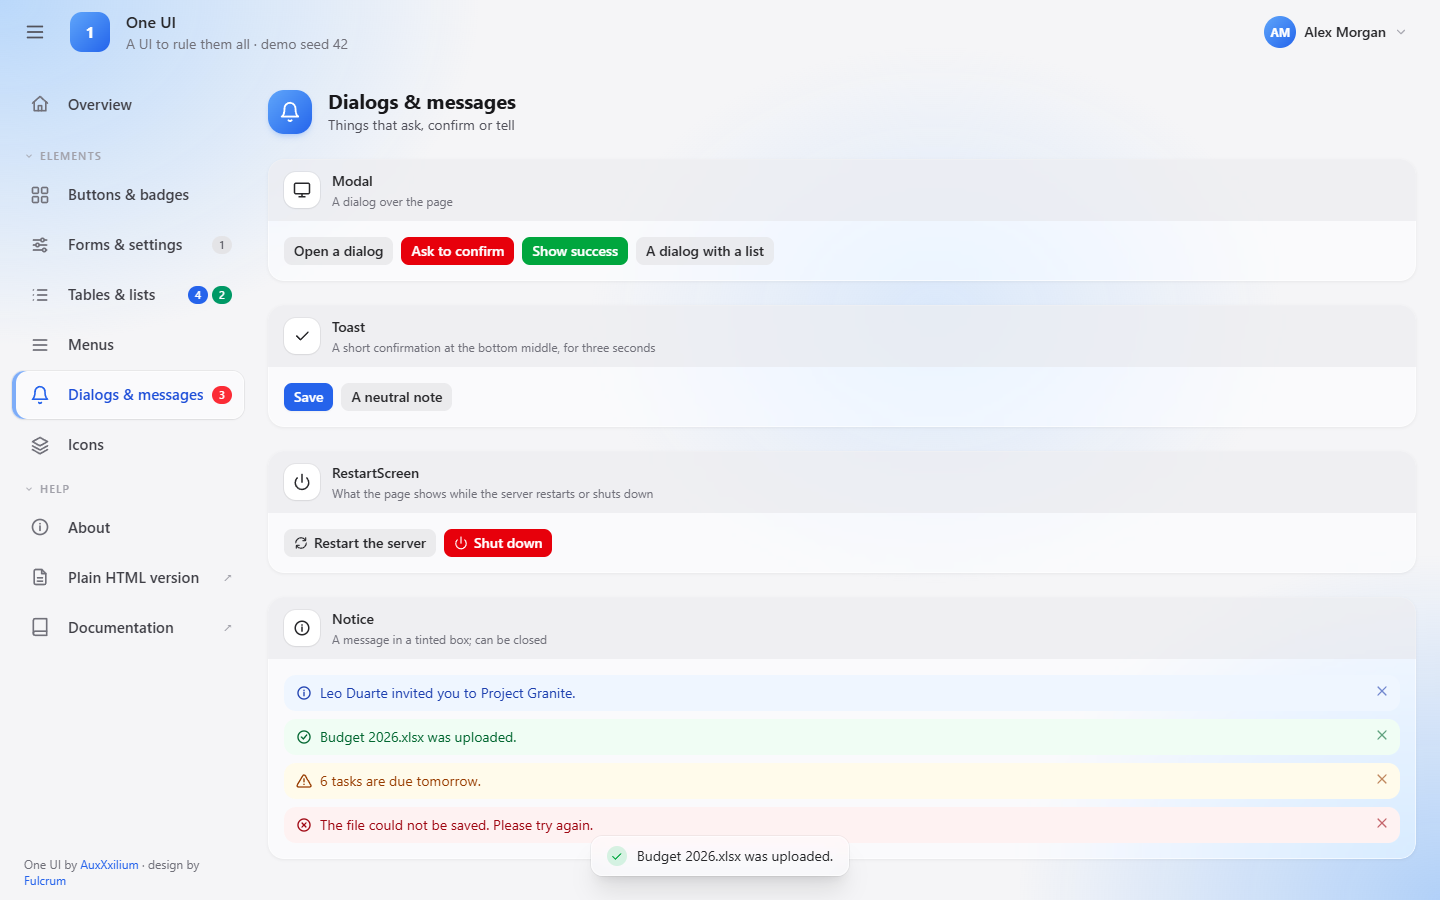 1
One UI
A UI to rule them all · demo seed 42
AM
Alex Morgan
Overview
ELEMENTS
Buttons & badges
Forms & settings 1
Tables & lists 4 2
Menus
Dialogs & messages 3
Icons
HELP
About
Plain HTML version ↗
Documentation ↗
One UI by AuxXxilium · design by
Fulcrum
Dialogs & messages
Things that ask, confirm or tell
Modal
A dialog over the page
Open a dialog Ask to confirm Show success A dialog with a list
Toast
A short confirmation at the bottom middle, for three seconds
Save A neutral note
RestartScreen
What the page shows while the server restarts or shuts down
Restart the server Shut down
Notice
A message in a tinted box; can be closed
Leo Duarte invited you to Project Granite.
Budget 2026.xlsx was uploaded.
6 tasks are due tomorrow.
The file could not be saved. Please try again.
Budget 2026.xlsx was uploaded.